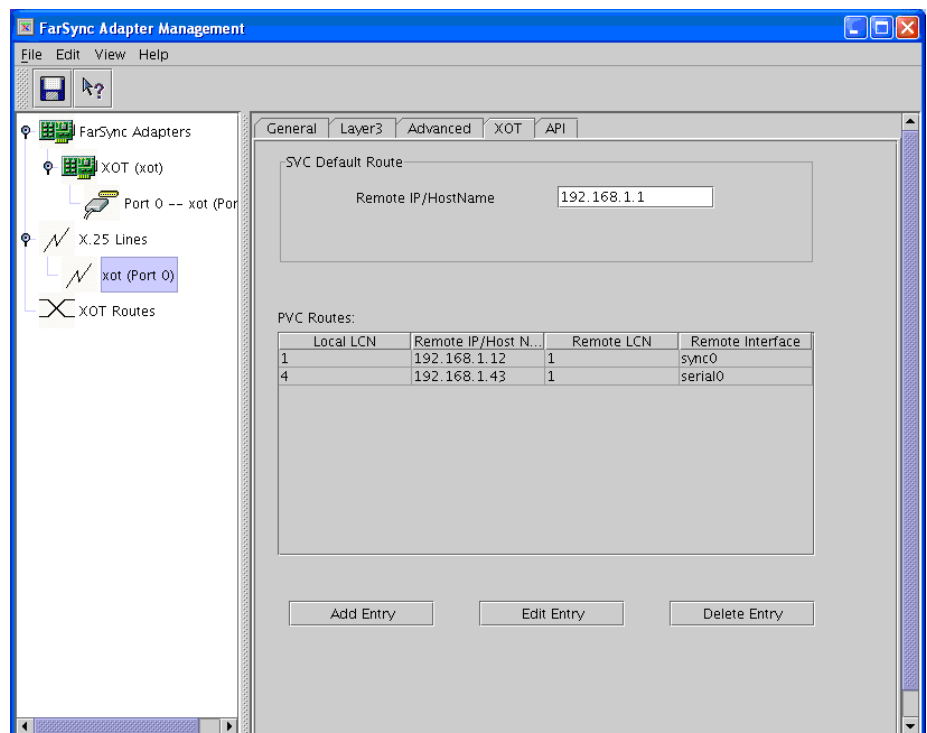 FarSync Adapter Management
File Edit View Help
?
FarSync Adapters
XOT (xot)
Port 0 -- xot (Por
X.25 Lines
xot (Port 0)
XOT Routes
General Layer3 Advanced XOT API
SVC Default Route
Remote IP/HostName 192.168.1.1
PVC Routes:
Local LCN Remote IP/Host N... Remote LCN Remote Interface
1 192.168.1.12 1 sync0
4 192.168.1.43 1 serial0
Add Entry Edit Entry Delete Entry